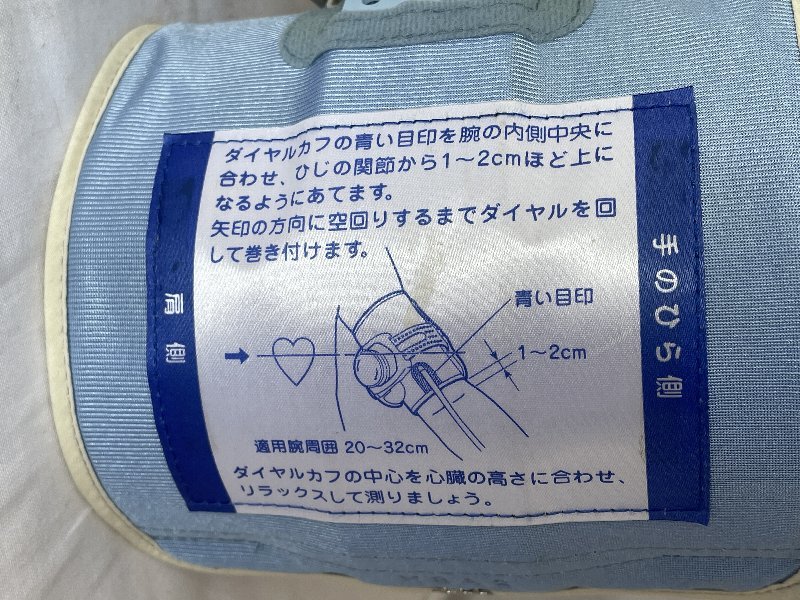 ダイヤルカフの青い目印を腕の内側中央に
合わせ、ひじの関節から1〜2cmほど上に
なるようにあてます。
矢印の方向に空回りするまでダイヤルを回
して巻き付けます。
肩側
手のひら側
青い目印
1〜2cm
適用腕周囲 20〜32cm
ダイヤルカフの中心を心臓の高さに合わせ、
リラックスして測りましょう。